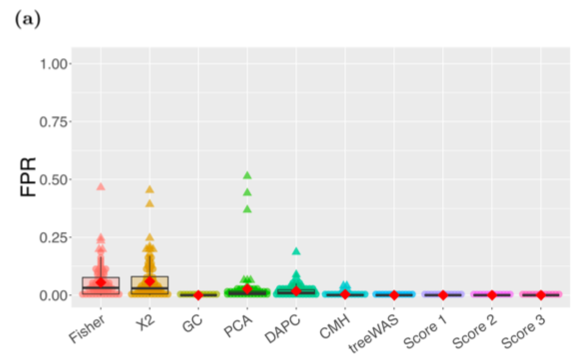 (a)
FPR
1.00
0.75
0.50
0.25
0.00
Fisher
X2
GC
PCA
DAPC
CMH
treeWAS
Score 1
Score 2
Score 3